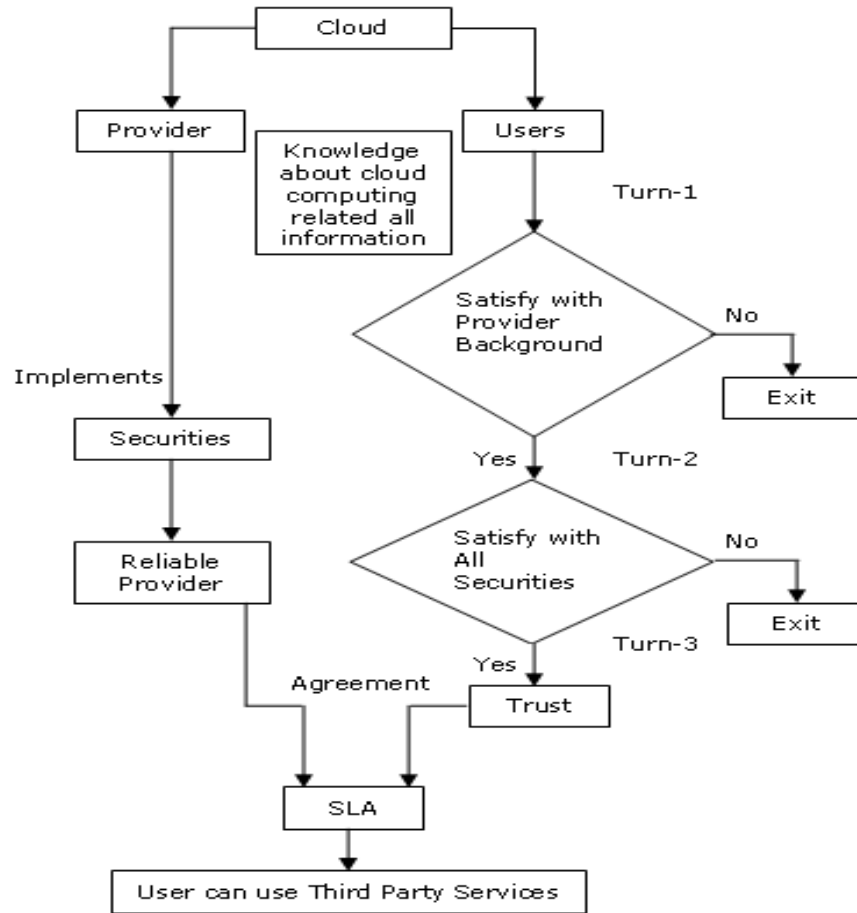 Cloud
Provider
Users
Knowledge
about cloud
computing
related all
information
Turn-1
Satisfy with
Provider
Background
No
Exit
Implements
Securities
Yes
Turn-2
Satisfy with
All
Securities
No
Exit
Reliable
Provider
Turn-3
Yes
Agreement
Trust
SLA
User can use Third Party Services